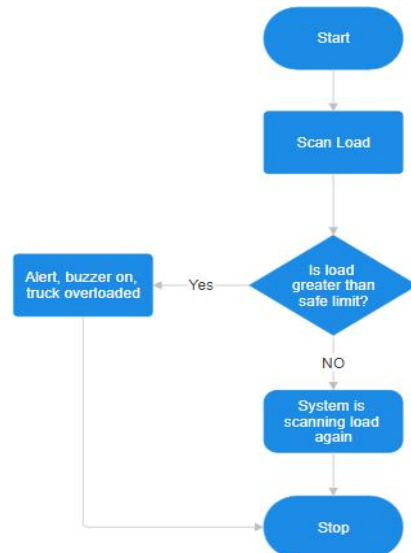 Start
Scan Load
Is load
greater than
safe limit?
Yes
Alert, buzzer on,
truck overloaded
NO
System is
scanning load
again
Stop